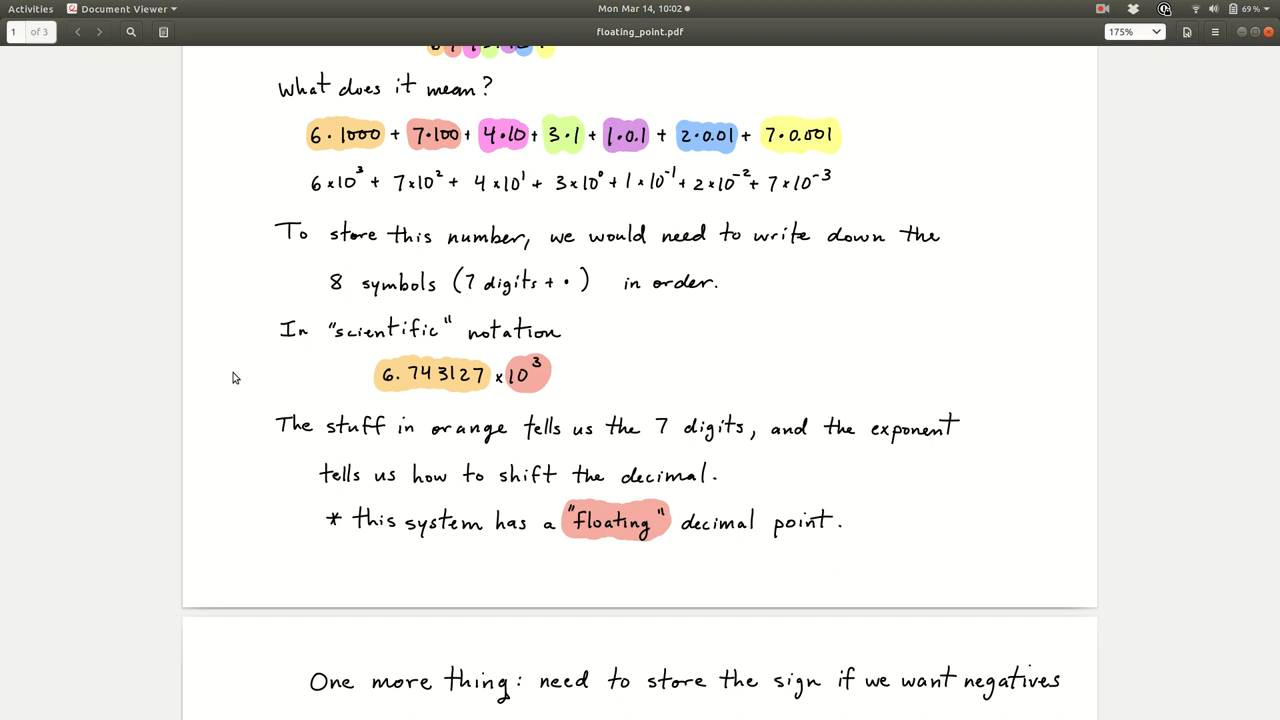 Activities Document Viewer Mon Mar 14, 10:02 69%
1 of 3 floating_point.pdf 175%
What does it mean?
6·1000 + 7·100 + 4·10 + 3·1 + 1·0.1 + 2·0.01 + 7·0.001
6×10³ + 7×10² + 4×10¹ + 3×10⁰ + 1×10⁻¹ + 2×10⁻² + 7×10⁻³
To store this number, we would need to write down the
8 symbols (7 digits + ·) in order.
In "scientific" notation
6.743127 ×10³
The stuff in orange tells us the 7 digits, and the exponent
tells us how to shift the decimal.
* this system has a "floating" decimal point.
One more thing: need to store the sign if we want negatives